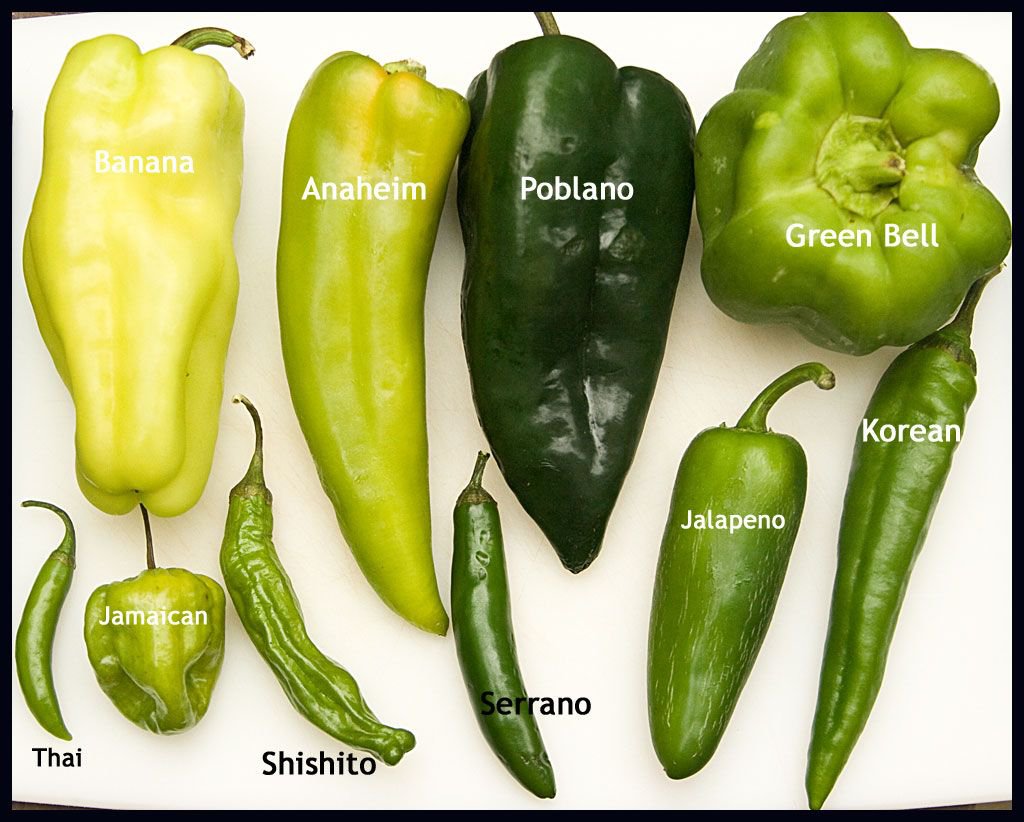 Banana
Anaheim
Poblano
Green Bell
Korean
Jalapeno
Jamaican
Serrano
Thai
Shishito